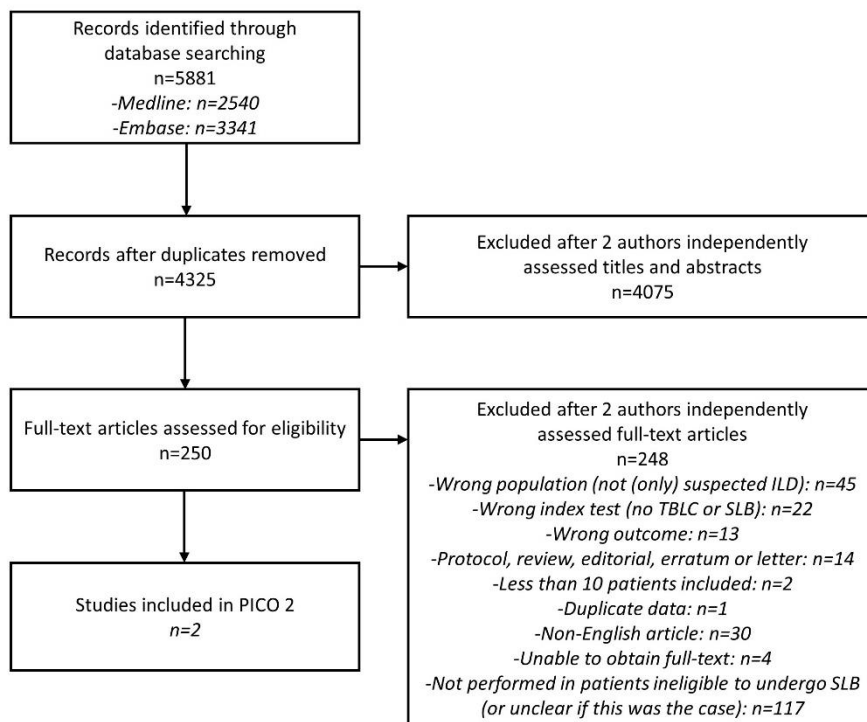 Records identified through
database searching
n=5881
-Medline: n=2540
-Embase: n=3341
Records after duplicates removed
n=4325
Excluded after 2 authors independently
assessed titles and abstracts
n=4075
Full-text articles assessed for eligibility
n=250
Excluded after 2 authors independently
assessed full-text articles
n=248
-Wrong population (not (only) suspected ILD): n=45
-Wrong index test (no TBLC or SLB): n=22
-Wrong outcome: n=13
-Protocol, review, editorial, erratum or letter: n=14
-Less than 10 patients included: n=2
-Duplicate data: n=1
-Non-English article: n=30
-Unable to obtain full-text: n=4
-Not performed in patients ineligible to undergo SLB
(or unclear if this was the case): n=117
Studies included in PICO 2
n=2